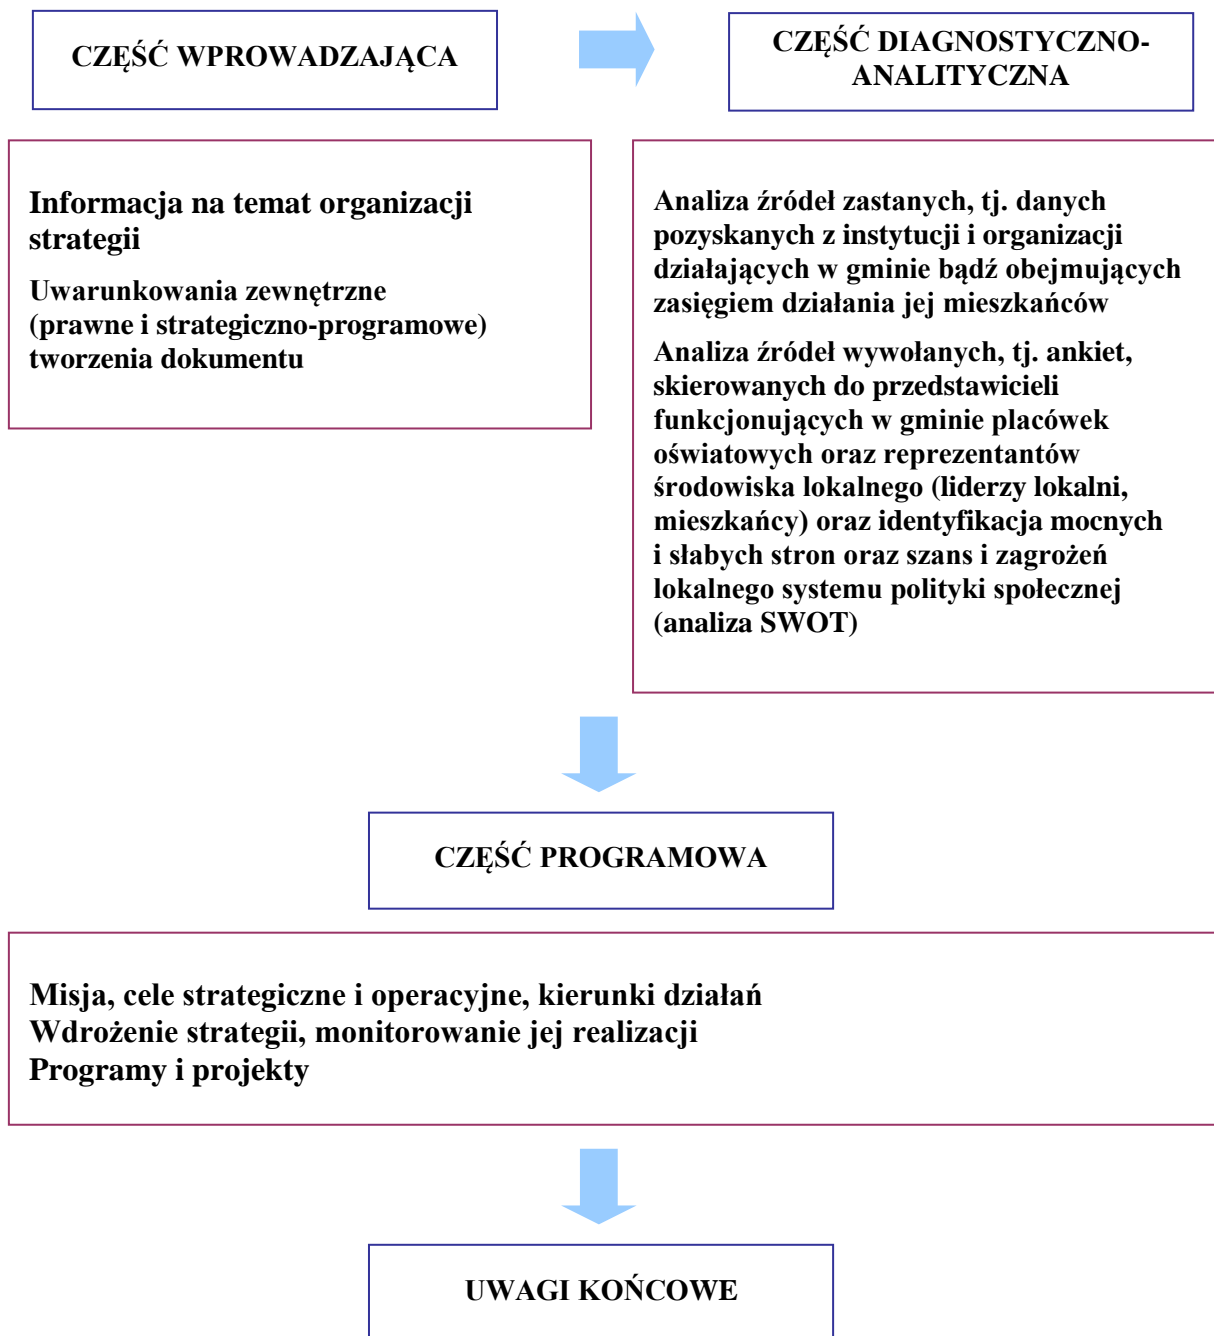 CZĘŚĆ WPROWADZAJĄCA
CZĘŚĆ DIAGNOSTYCZNO-
ANALITYCZNA
Informacja na temat organizacji
strategii
Uwarunkowania zewnętrzne
(prawne i strategiczno-programowe)
tworzenia dokumentu
Analiza źródeł zastanych, tj. danych
pozyskanych z instytucji i organizacji
działających w gminie bądź obejmujących
zasięgiem działania jej mieszkańców
Analiza źródeł wywołanych, tj. ankiet,
skierowanych do przedstawicieli
funkcjonujących w gminie placówek
oświatowych oraz reprezentantów
środowiska lokalnego (liderzy lokalni,
mieszkańcy) oraz identyfikacja mocnych
i słabych stron oraz szans i zagrożeń
lokalnego systemu polityki społecznej
(analiza SWOT)
CZĘŚĆ PROGRAMOWA
Misja, cele strategiczne i operacyjne, kierunki działań
Wdrożenie strategii, monitorowanie jej realizacji
Programy i projekty
UWAGI KOŃCOWE